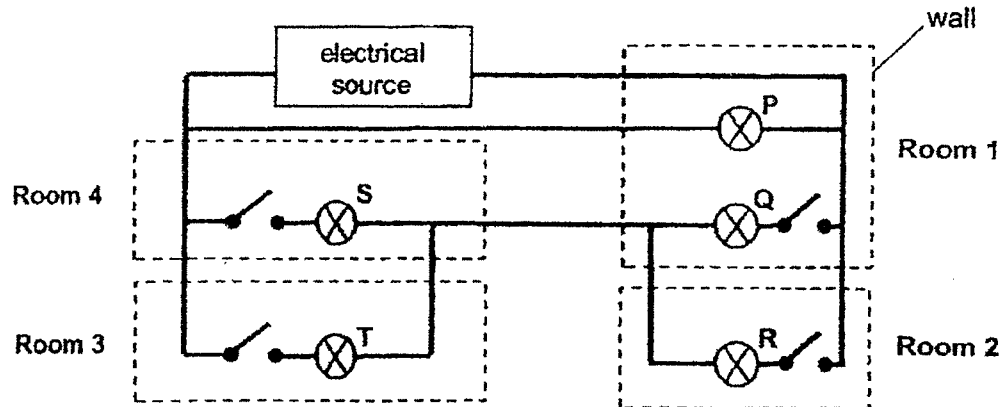 wall
electrical
source
P
Room 1
Room 4
S
Q
Room 3
T
R
Room 2